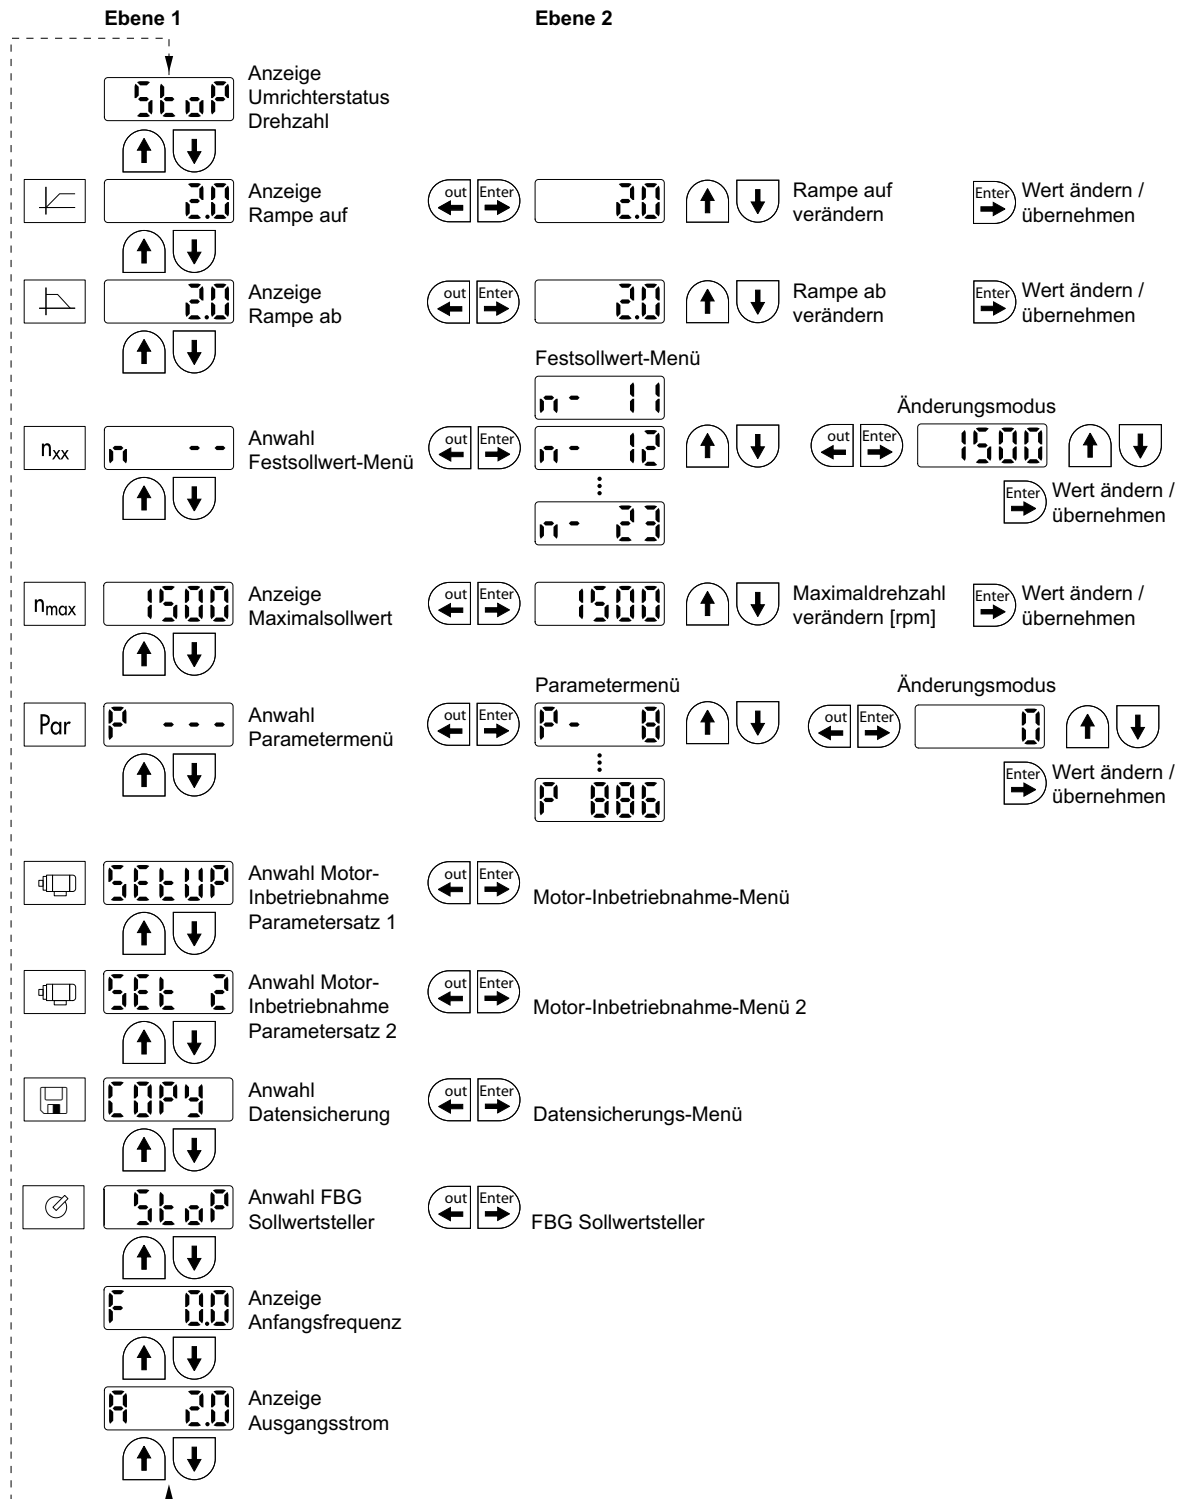 Ebene 1 Ebene 2
StoP Anzeige
Umrichterstatus
Drehzahl
2.0 Anzeige
Rampe auf
out Enter 2.0 Rampe auf
verändern
Enter Wert ändern /
übernehmen
2.0 Anzeige
Rampe ab
out Enter 2.0 Rampe ab
verändern
Enter Wert ändern /
übernehmen
Festsollwert-Menü
n- 11
Änderungsmodus
nxx n -- Anwahl
Festsollwert-Menü
out Enter n- 12 out Enter 1500
n- 23
Enter Wert ändern /
übernehmen
nmax 1500 Anzeige
Maximalsollwert
out Enter 1500 Maximaldrehzahl
verändern [rpm]
Enter Wert ändern /
übernehmen
Parametermenü Änderungsmodus
Par P --- Anwahl
Parametermenü
out Enter P- 8 out Enter 0
P 886
Enter Wert ändern /
übernehmen
SEtUP Anwahl Motor-
Inbetriebnahme
Parametersatz 1
out Enter Motor-Inbetriebnahme-Menü
SEt 2 Anwahl Motor-
Inbetriebnahme
Parametersatz 2
out Enter Motor-Inbetriebnahme-Menü 2
COPY Anwahl
Datensicherung
out Enter Datensicherungs-Menü
StoP Anwahl FBG
Sollwertsteller
out Enter FBG Sollwertsteller
F 0.0 Anzeige
Anfangsfrequenz
A 2.0 Anzeige
Ausgangsstrom